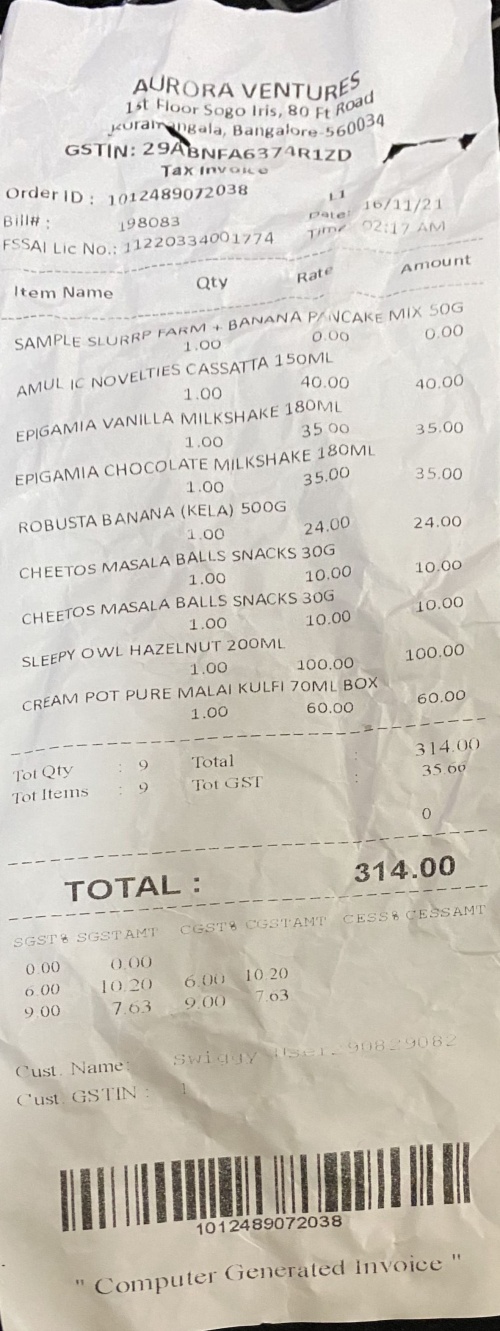 AURORA VENTURES
1st Floor Sogo Iris, 80 Ft Road
Bangalore-560034
GSTIN: 29ABNFA6374R1ZD
Tax Invoice
Order ID : 1012489072038 L1
Bill# : 198083 Date: 16/11/21
FSSAI Lic No.: 11220334001774 Time 02:17 AM
Item Name Qty Rate Amount
SAMPLE SLURRP FARM + BANANA PANCAKE MIX 50G
1.00 0.00 0.00
AMUL IC NOVELTIES CASSATTA 150ML
1.00 40.00 40.00
EPIGAMIA VANILLA MILKSHAKE 180ML
1.00 35.00 35.00
EPIGAMIA CHOCOLATE MILKSHAKE 180ML
1.00 35.00 35.00
ROBUSTA BANANA (KELA) 500G
1.00 24.00 24.00
CHEETOS MASALA BALLS SNACKS 30G
1.00 10.00 10.00
CHEETOS MASALA BALLS SNACKS 30G
1.00 10.00 10.00
SLEEPY OWL HAZELNUT 200ML
1.00 100.00 100.00
CREAM POT PURE MALAI KULFI 70ML BOX
1.00 60.00 60.00
Tot Qty : 9 Total : 314.00
Tot Items : 9 Tot GST : 35.66
0
TOTAL : 314.00
SGST% SGSTAMT CGST% CGSTAMT CESS% CESSAMT
0.00 0.00
6.00 10.20 6.00 10.20
9.00 7.63 9.00 7.63
Cust. Name: Swiggy User-90829082
Cust. GSTIN : 1
1012489072038
" Computer Generated Invoice "